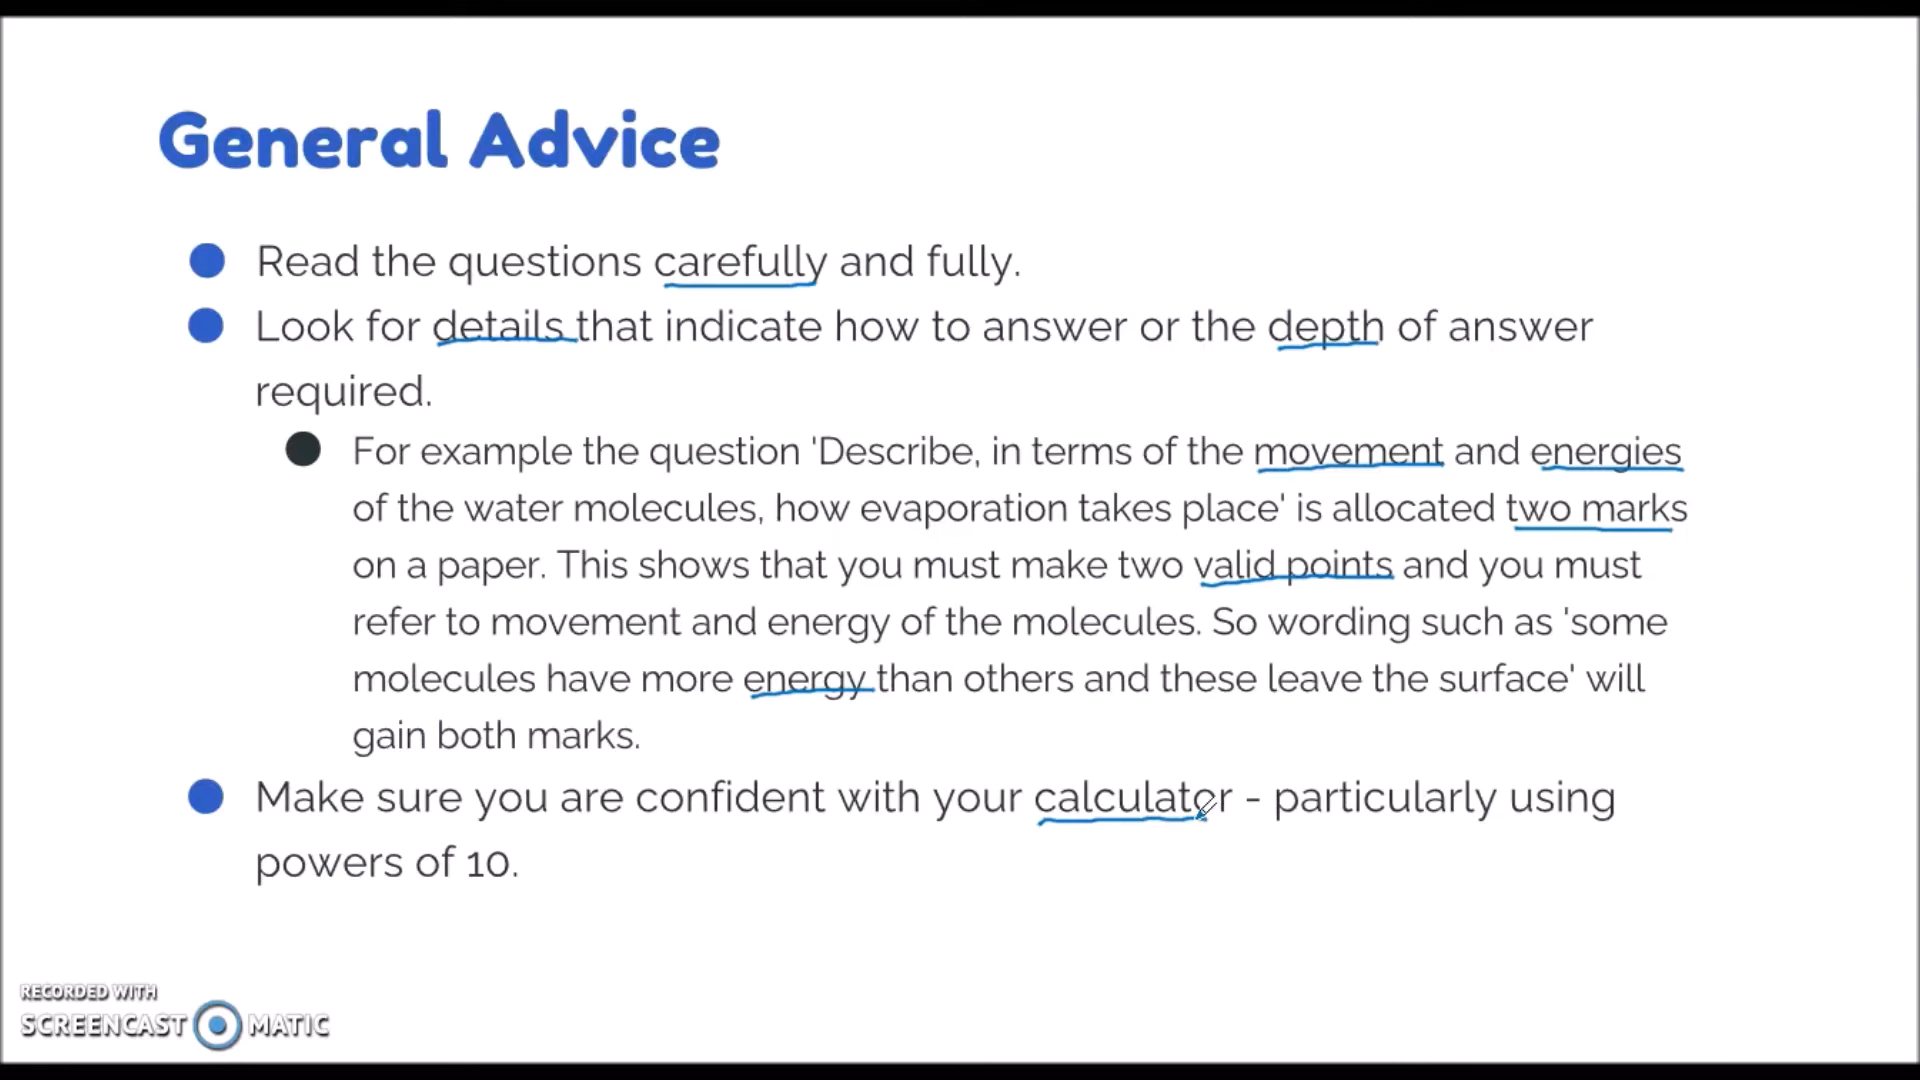 General Advice
Read the questions carefully and fully.
Look for details that indicate how to answer or the depth of answer
required.
For example the question 'Describe, in terms of the movement and energies
of the water molecules, how evaporation takes place' is allocated two marks
on a paper. This shows that you must make two valid points and you must
refer to movement and energy of the molecules. So wording such as 'some
molecules have more energy than others and these leave the surface' will
gain both marks.
Make sure you are confident with your calculator - particularly using
powers of 10.
RECORDED WITH
SCREENCAST MATIC